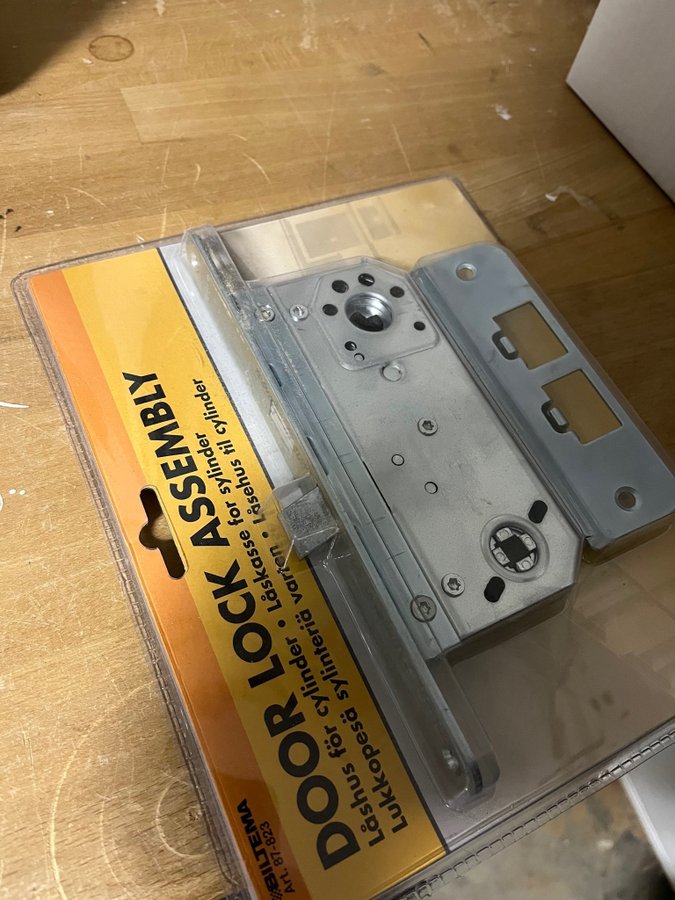 DOOR LOCK ASSEMBLY
Låshus för cylinder • Låskasse for sylinder
Lukkopesä sylinteriä varten • Låsehus til cylinder
BILTEMA
Art. 87-823